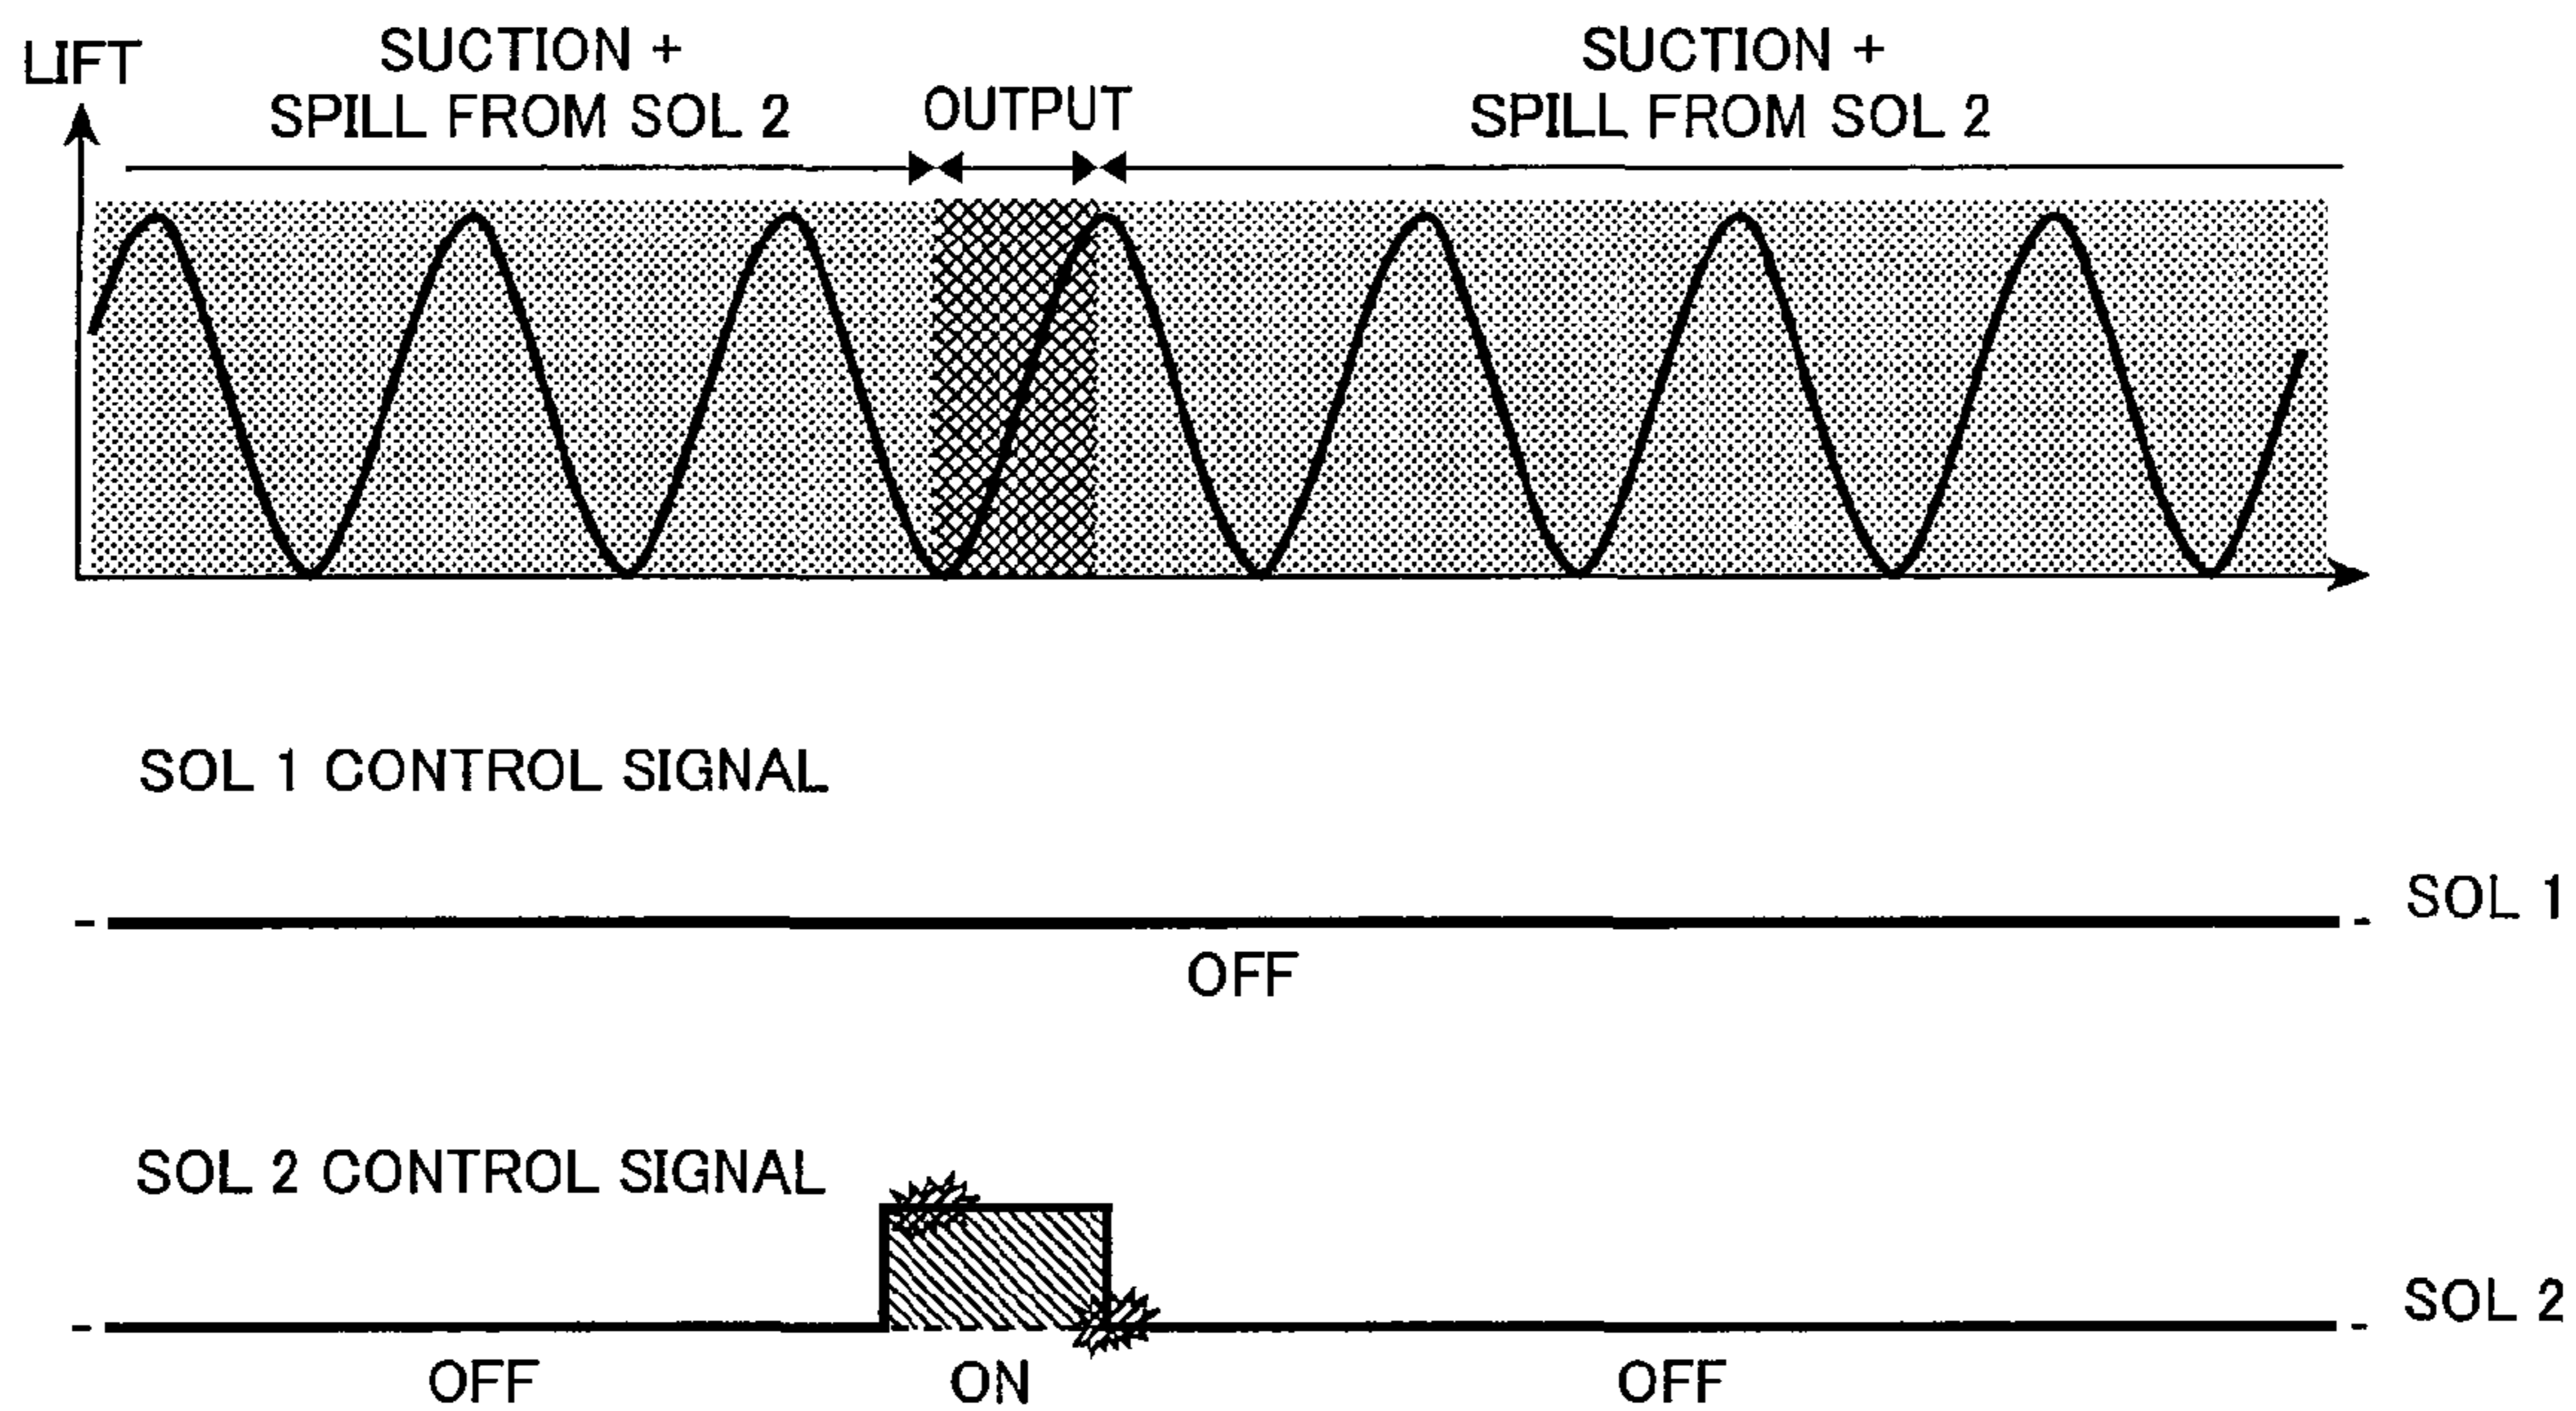 LIFT
SUCTION +
SPILL FROM SOL 2
OUTPUT
SUCTION +
SPILL FROM SOL 2
SOL 1 CONTROL SIGNAL
SOL 1
OFF
SOL 2 CONTROL SIGNAL
SOL 2
OFF
ON
OFF